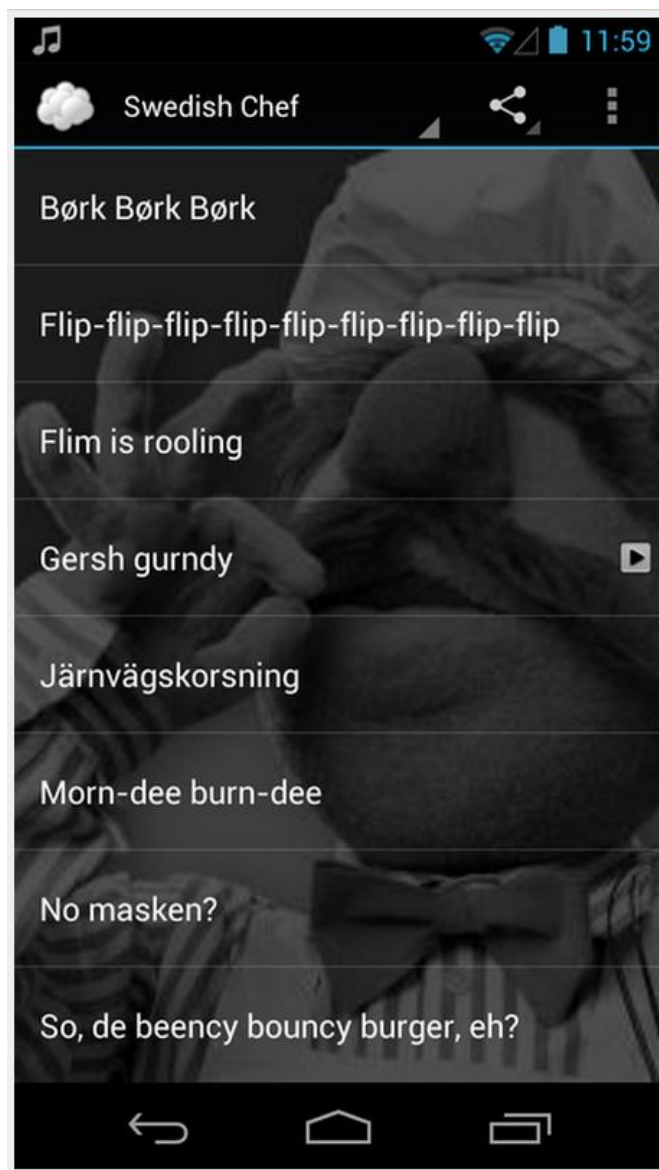 11:59
Swedish Chef
Børk Børk Børk
Flip-flip-flip-flip-flip-flip-flip-flip-flip
Flim is rooling
Gersh gurndy
Järnvägskorsning
Morn-dee burn-dee
No masken?
So, de beency bouncy burger, eh?